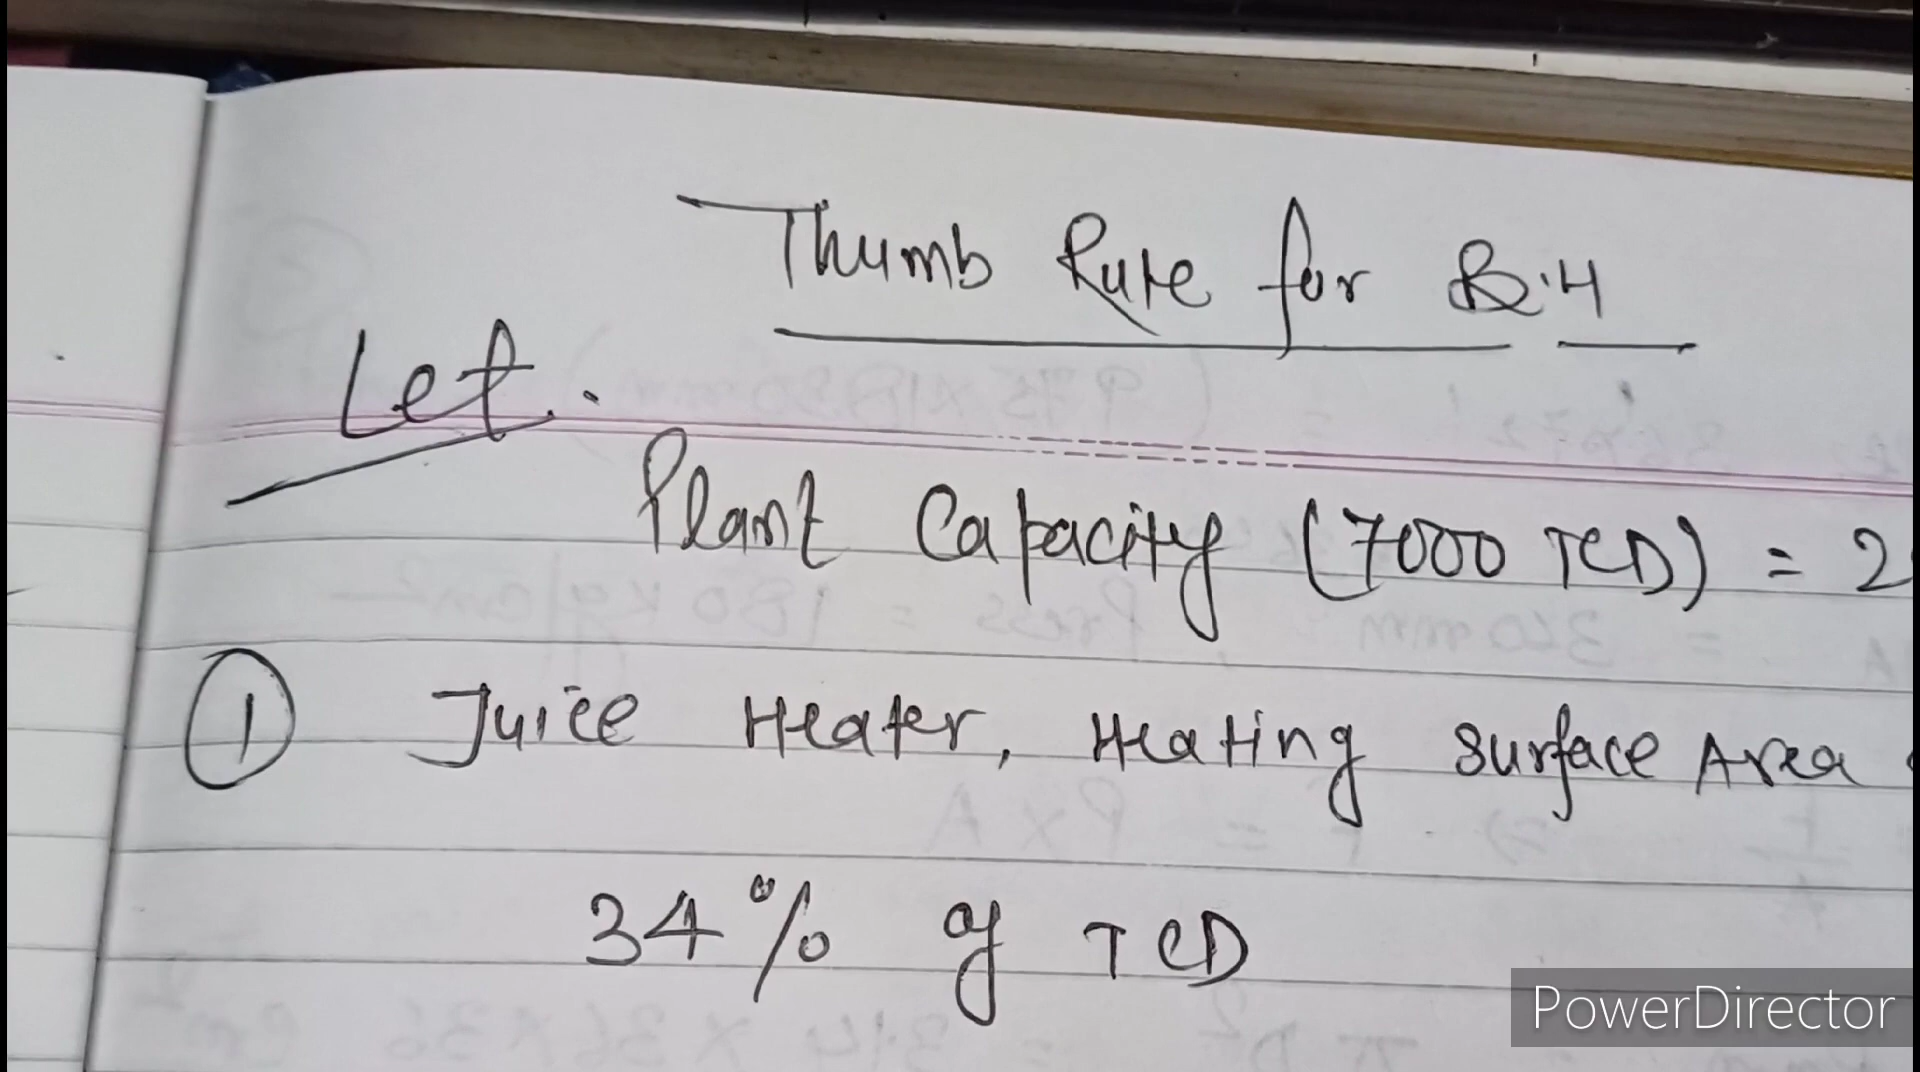 Thumb Rule for B.H
Let.
Plant Capacity (7000 TCD) = 2
① Juice Heater, Heating surface Area
34% of TCD
PowerDirector